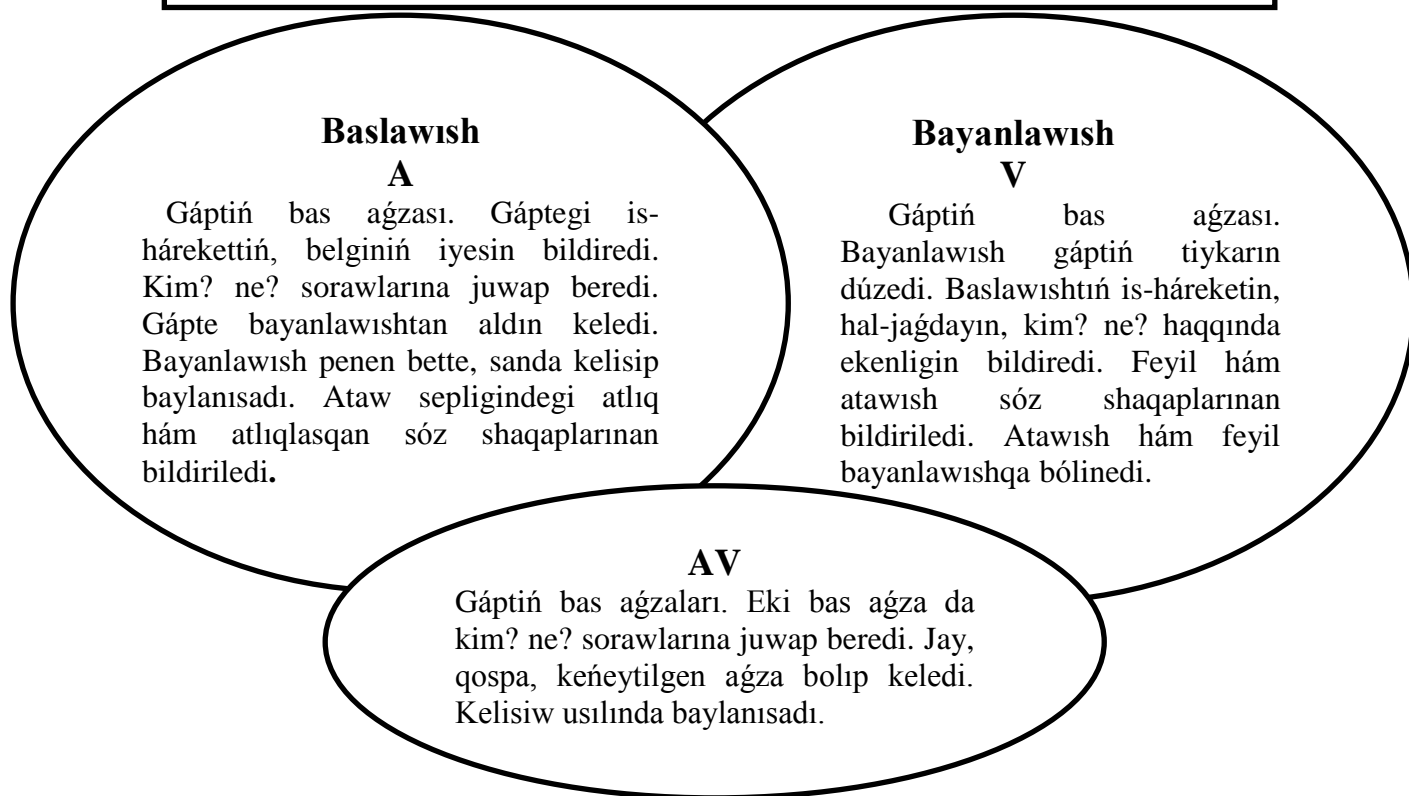 Baslawısh
A
Gáptiń bas aǵzası. Gáptegi is-
hárekettiń, belginiń iyesin bildiredi.
Kim? ne? sorawlarına juwap beredi.
Gápte bayanlawıshtan aldın keledi.
Bayanlawısh penen bette, sanda kelisip
baylanısadı. Ataw sepligindegi atlıq
hám atlıqlasqan sóz shaqaplarınan
bildiriledi.
Bayanlawısh
V
Gáptiń bas aǵzası.
Bayanlawısh gáptiń tiykarın
dúzedi. Baslawıshtıń is-háreketin,
hal-jaǵdayın, kim? ne? haqqında
ekenligin bildiredi. Feyil hám
atawısh sóz shaqaplarınan
bildiriledi. Atawısh hám feyil
bayanlawıshqa bólinedi.
AV
Gáptiń bas aǵzaları. Eki bas aǵza da
kim? ne? sorawlarına juwap beredi. Jay,
qospa, keńeytilgen aǵza bolıp keledi.
Kelisiw usılında baylanısadı.